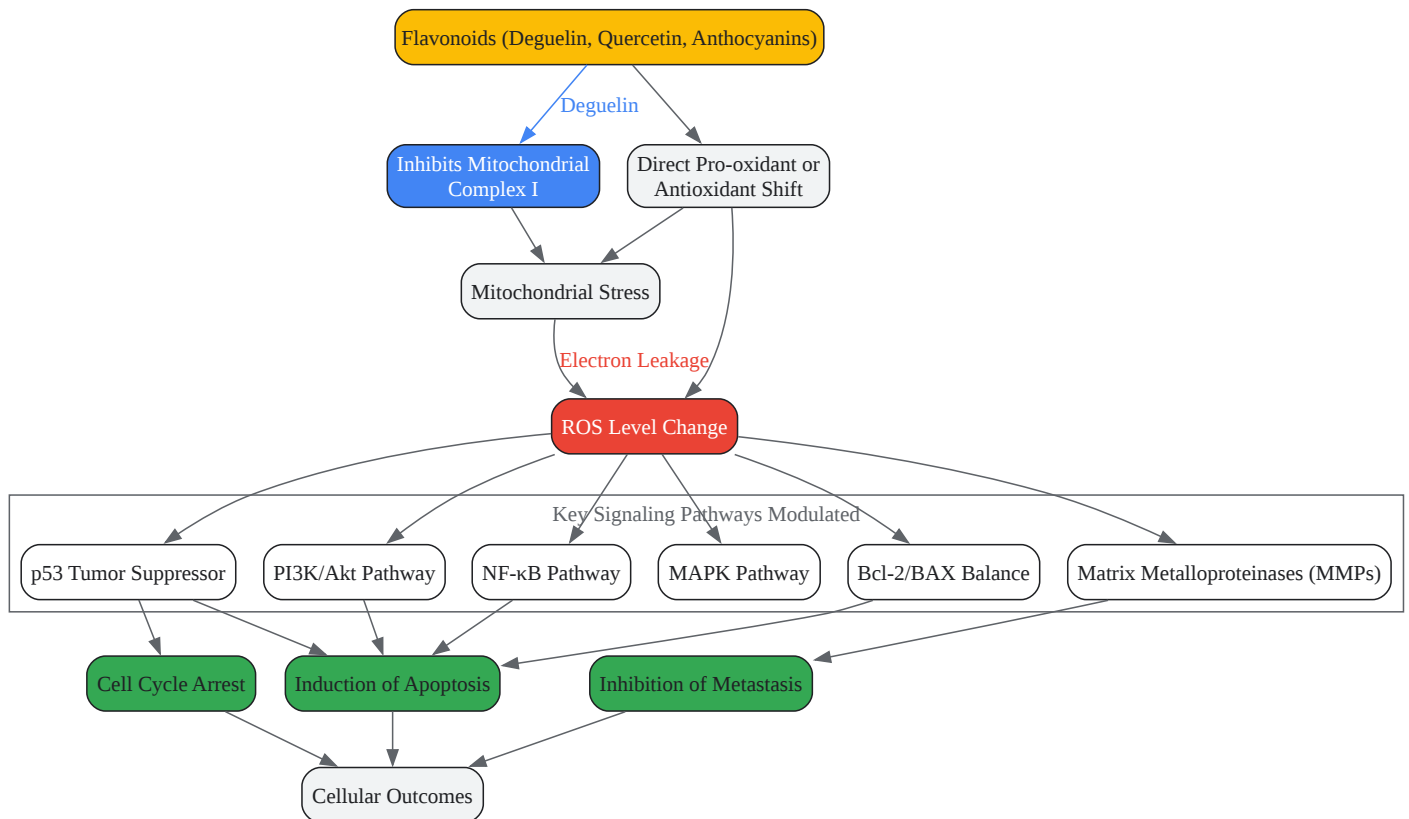 Flavonoids (Deguelin, Quercetin, Anthocyanins)
Deguelin
Inhibits Mitochondrial
Complex I
Direct Pro-oxidant or
Antioxidant Shift
Mitochondrial Stress
Electron Leakage
ROS Level Change
Key Signaling Pathways Modulated
p53 Tumor Suppressor
PI3K/Akt Pathway
NF-κB Pathway
MAPK Pathway
Bcl-2/BAX Balance
Matrix Metalloproteinases (MMPs)
Cell Cycle Arrest
Induction of Apoptosis
Inhibition of Metastasis
Cellular Outcomes